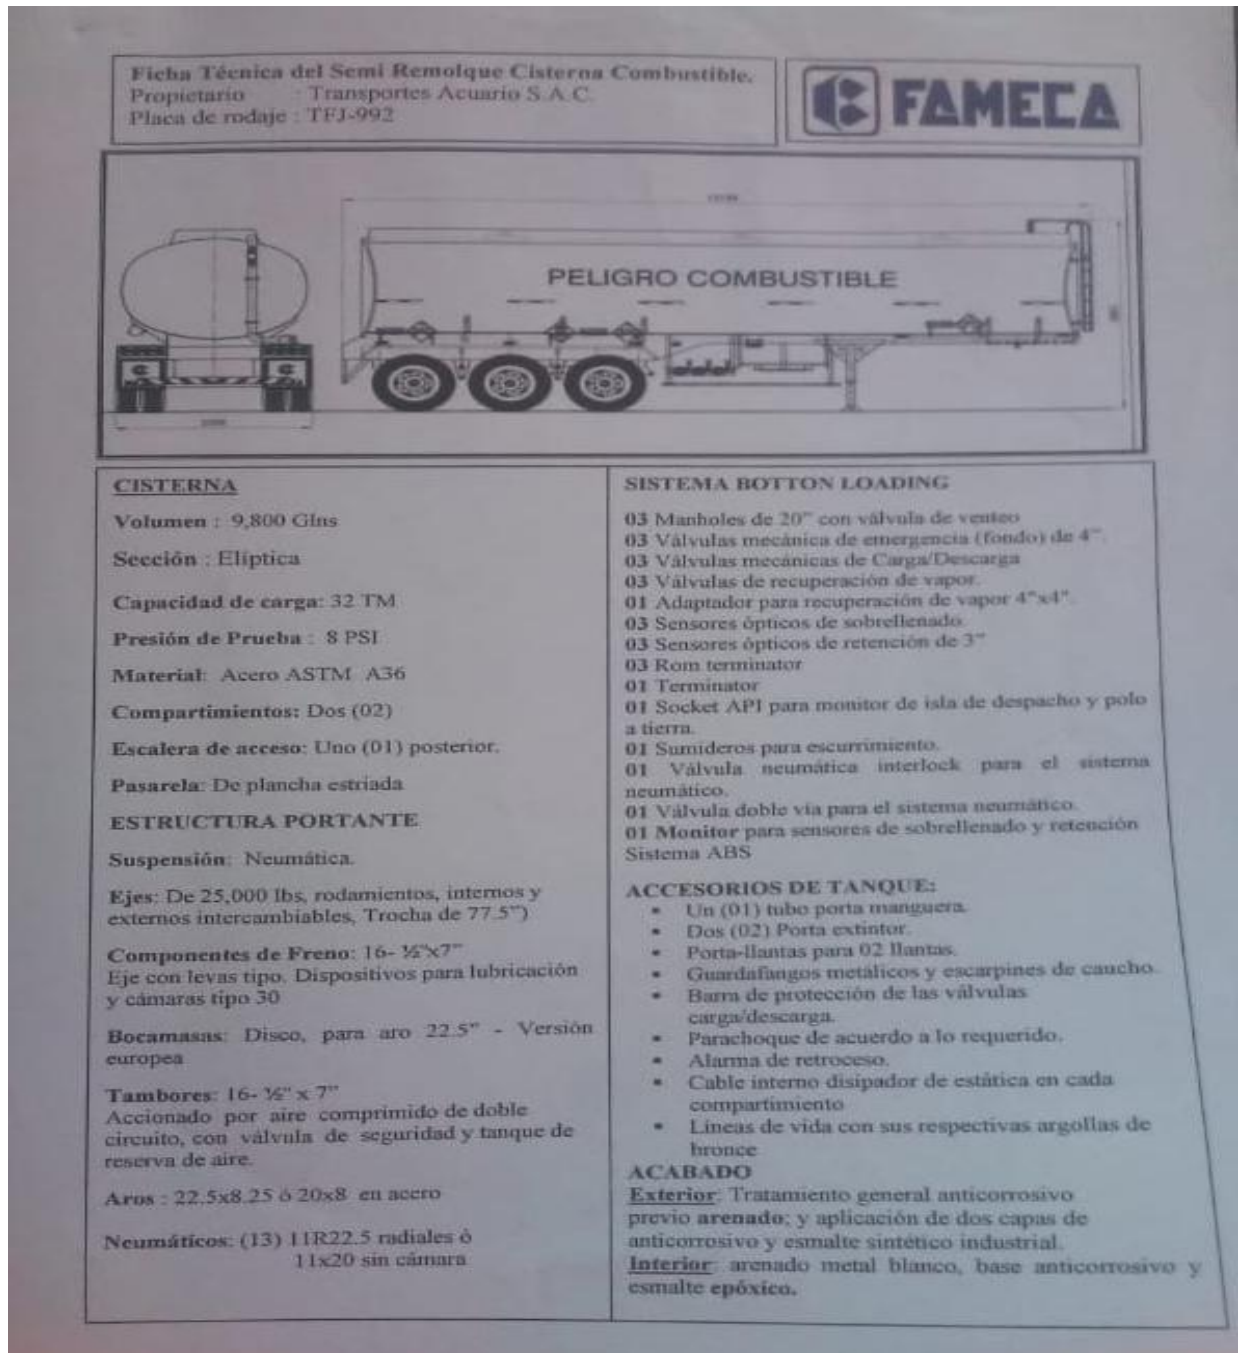 Ficha Técnica del Semi Remolque Cisterna Combustible.
Propietario : Transportes Acuario S.A.C.
Placa de rodaje : TFJ-992
FAMECA
PELIGRO COMBUSTIBLE
CISTERNA
Volumen : 9,800 Glns
Sección : Elíptica
Capacidad de carga: 32 TM
Presión de Prueba : 8 PSI
Material: Acero ASTM A36
Compartimientos: Dos (02)
Escalera de acceso: Uno (01) posterior.
Pasarela: De plancha estriada
ESTRUCTURA PORTANTE
Suspensión: Neumática.
Ejes: De 25,000 lbs, rodamientos, internos y
externos intercambiables, Trocha de 77.5")
Componentes de Freno: 16- ½"x7"
Eje con levas tipo. Dispositivos para lubricación
y cámaras tipo 30
Bocamasas: Disco, para aro 22.5" - Versión
europea
Tambores: 16- ½" x 7"
Accionado por aire comprimido de doble
circuito, con válvula de seguridad y tanque de
reserva de aire.
Aros : 22.5x8.25 ó 20x8 en acero
Neumáticos: (13) 11R22.5 radiales ó
11x20 sin cámara
SISTEMA BOTTON LOADING
03 Manholes de 20" con válvula de venteo
03 Válvulas mecánica de emergencia (fondo) de 4".
03 Válvulas mecánicas de Carga/Descarga
03 Válvulas de recuperación de vapor.
01 Adaptador para recuperación de vapor 4"x4".
03 Sensores ópticos de sobrellenado.
03 Sensores ópticos de retención de 3"
03 Rom terminator
01 Terminator
01 Socket API para monitor de isla de despacho y polo
a tierra.
01 Sumideros para escurrimiento.
01 Válvula neumática interlock para el sistema
neumático.
01 Válvula doble vía para el sistema neumático.
01 Monitor para sensores de sobrellenado y retención
Sistema ABS
ACCESORIOS DE TANQUE:
• Un (01) tubo porta manguera.
• Dos (02) Porta extintor.
• Porta-llantas para 02 llantas.
• Guardafangos metálicos y escarpines de caucho.
• Barra de protección de las válvulas
carga/descarga.
• Parachoque de acuerdo a lo requerido.
• Alarma de retroceso.
• Cable interno disipador de estática en cada
compartimiento
• Líneas de vida con sus respectivas argollas de
bronce
ACABADO
Exterior: Tratamiento general anticorrosivo
previo arenado; y aplicación de dos capas de
anticorrosivo y esmalte sintético industrial.
Interior: arenado metal blanco, base anticorrosivo y
esmalte epóxico.